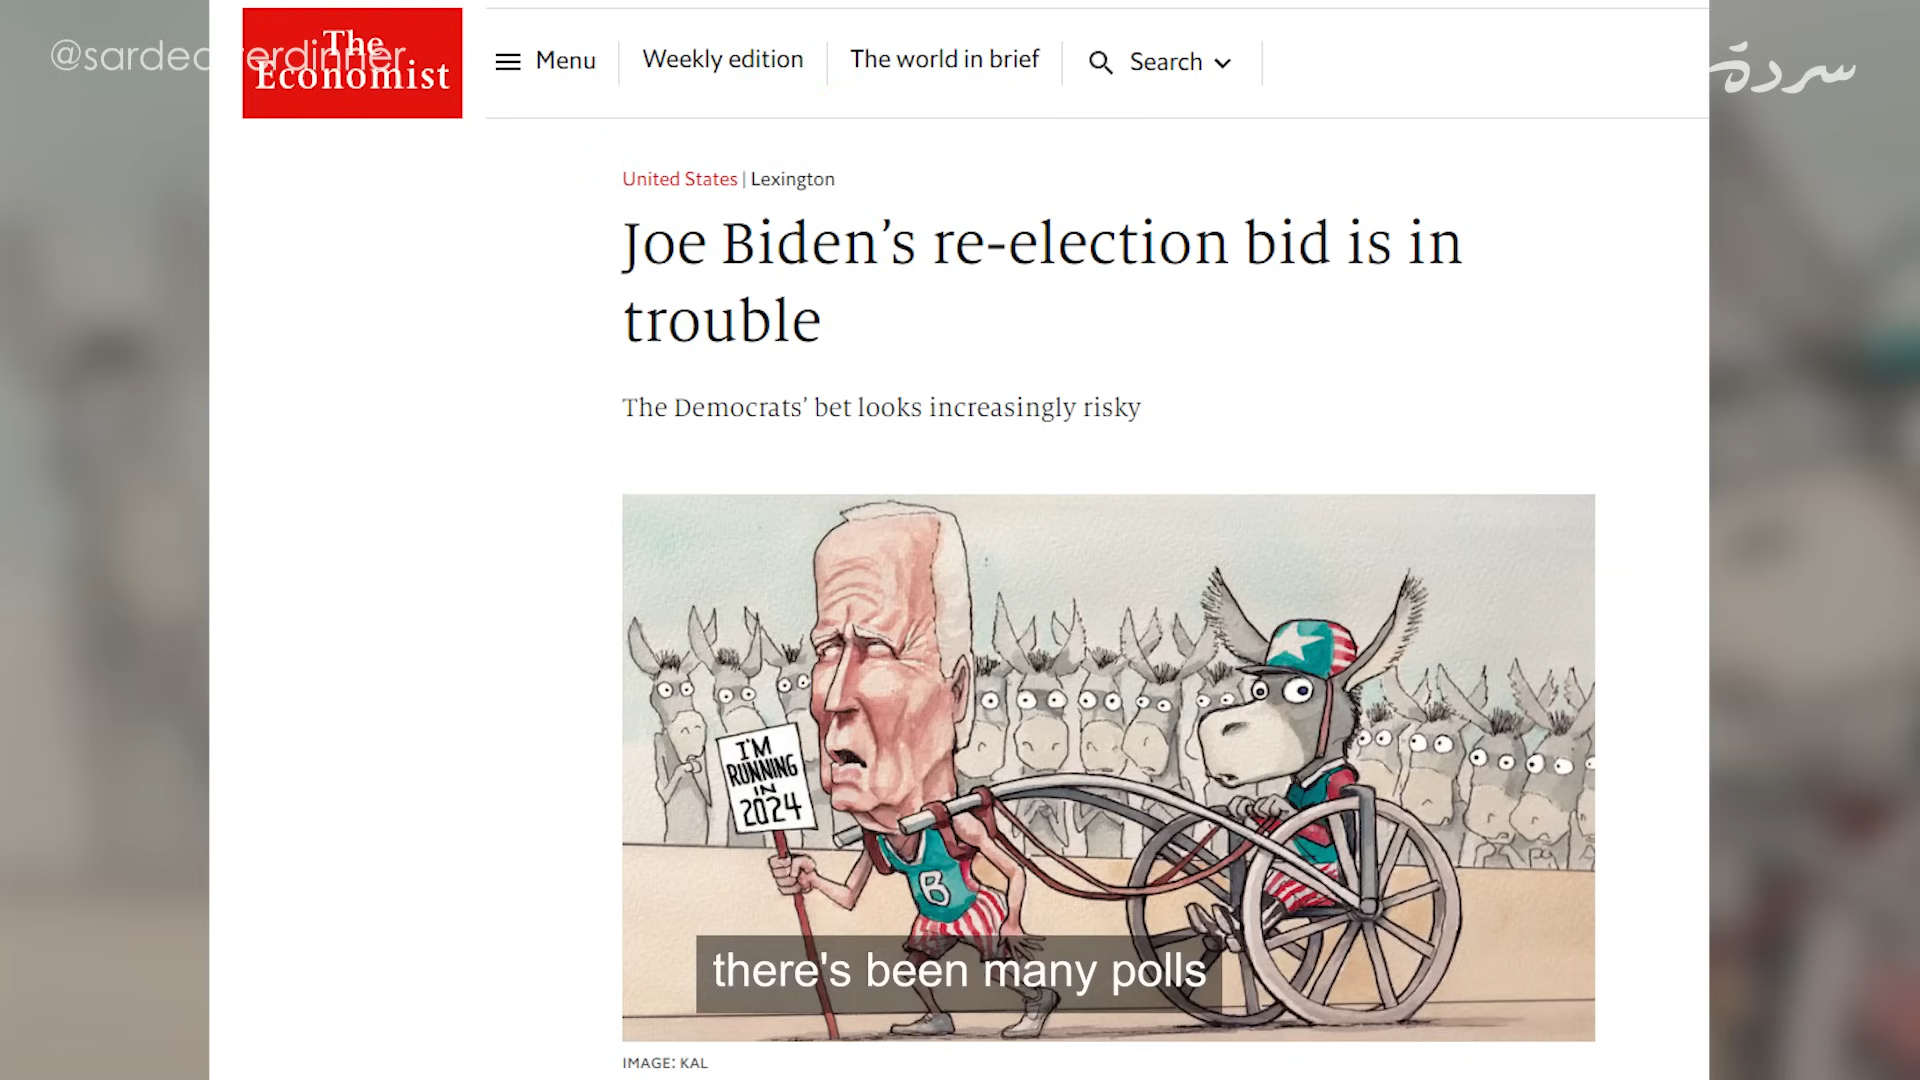 @sardeafterdinner
The
Economist
Menu
Weekly edition
The world in brief
Search
سردة
United States | Lexington
Joe Biden’s re-election bid is in
trouble
The Democrats’ bet looks increasingly risky
I'M
RUNNING
IN
2024
B
there's been many polls
IMAGE: KAL